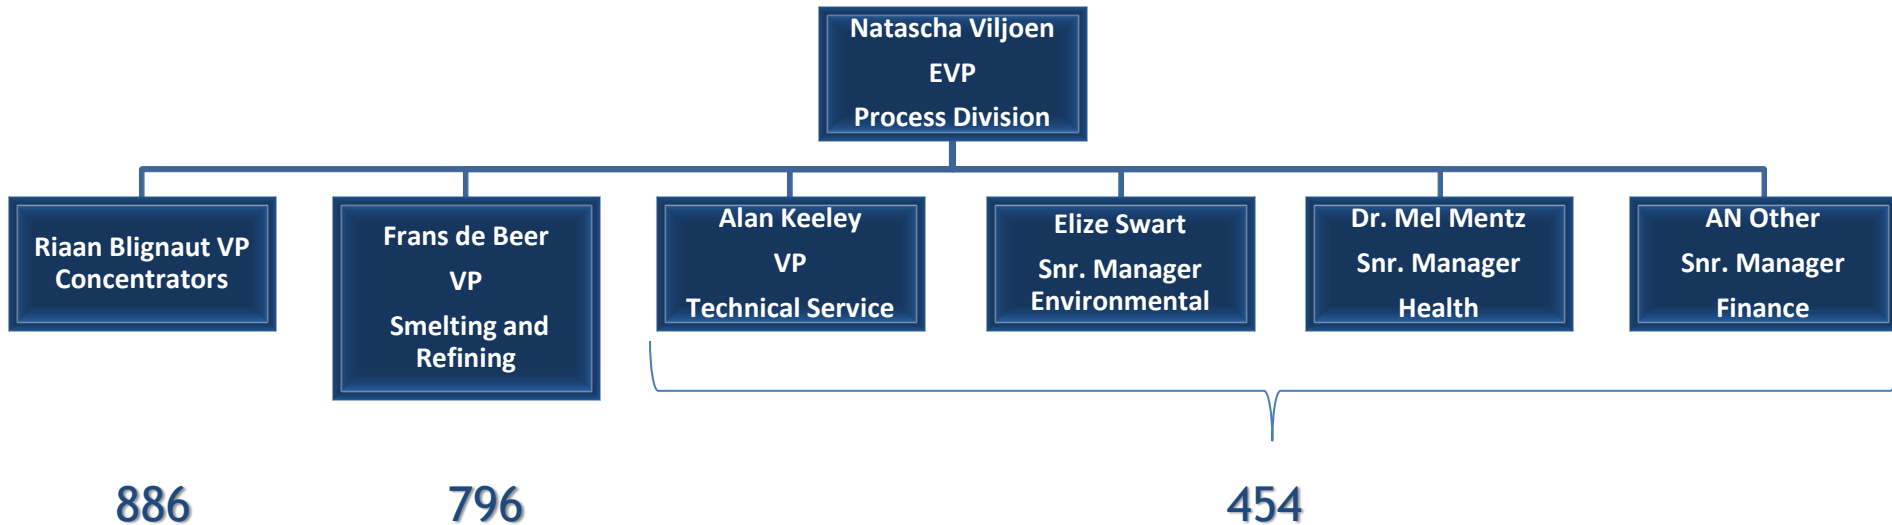 Natascha Viljoen
EVP
Process Division
Riaan Blignaut VP
Concentrators
Frans de Beer
VP
Smelting and
Refining
Alan Keeley
VP
Technical Service
Elize Swart
Snr. Manager
Environmental
Dr. Mel Mentz
Snr. Manager
Health
AN Other
Snr. Manager
Finance
886
796
454